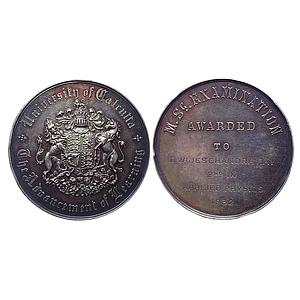 University of Calcutta
The Advancement of Learning
M. Sc. EXAMINATION
AWARDED
TO
APPLIED PHYSICS